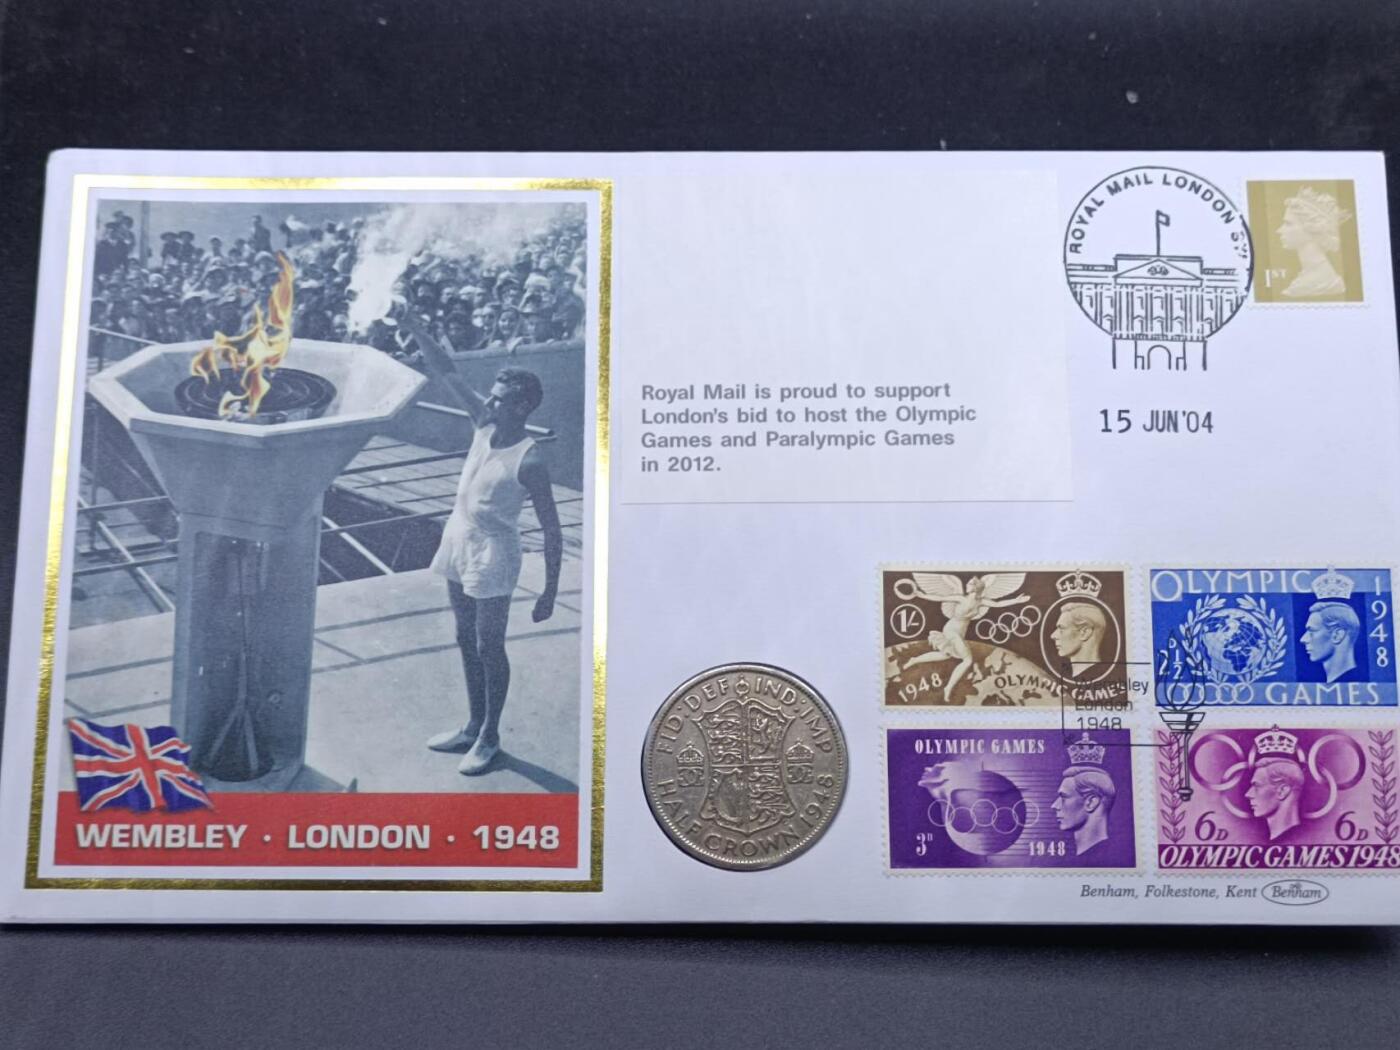 ROYAL MAIL LONDON
1ST
15 JUN '04
Royal Mail is proud to support
London's bid to host the Olympic
Games and Paralympic Games
in 2012.
WEMBLEY · LONDON · 1948
FID·DEF IND·IMP
HALF CROWN 1948
1/-
1948 OLYMPIC GAMES
OLYMPIC 1948
2½D
GAMES
Wembley
London
1948
OLYMPIC GAMES
3D
1948
6D 6D
OLYMPIC GAMES 1948
Benham, Folkestone, Kent Benham